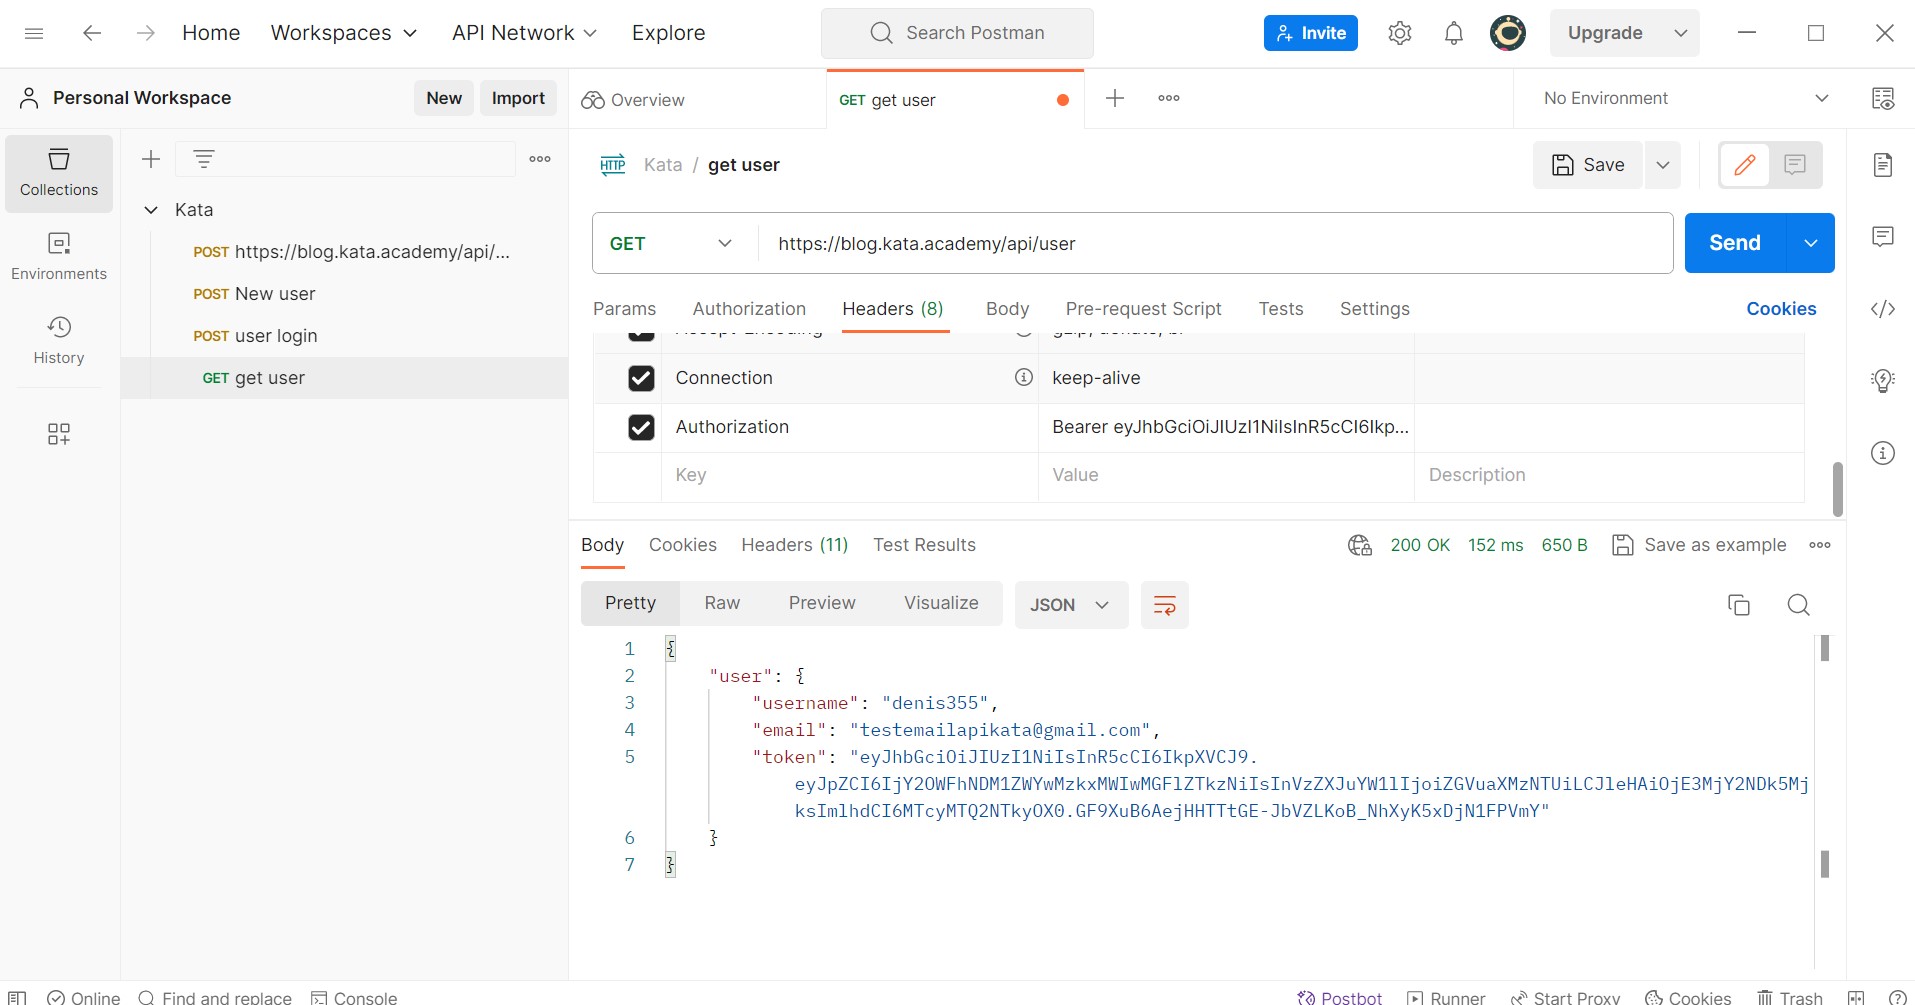 Home Workspaces API Network Explore Search Postman Invite Upgrade
Personal Workspace New Import Overview GET get user No Environment
Collections
Environments
History
Kata
POST https://blog.kata.academy/api/...
POST New user
POST user login
GET get user
HTTP Kata / get user Save
GET https://blog.kata.academy/api/user Send
Params Authorization Headers (8) Body Pre-request Script Tests Settings Cookies
Connection keep-alive
Authorization Bearer eyJhbGciOiJIUzI1NiIsInR5cCI6Ikp...
Key Value Description
Body Cookies Headers (11) Test Results 200 OK 152 ms 650 B Save as example
Pretty Raw Preview Visualize JSON
1 {
2 "user": {
3 "username": "denis355",
4 "email": "testemailapikata@gmail.com",
5 "token": "eyJhbGciOiJIUzI1NiIsInR5cCI6IkpXVCJ9.
eyJpZCI6IjY2OWFhNDM1ZWYwMzkxMWIwMGFlZTkzNiIsInVzZXJuYW1lIjoiZGVuaXMzNTUiLCJleHAiOjE3MjY2NDk5Mj
ksImlhdCI6MTcyMTQ2NTkyOX0.GF9XuB6AejHHTTtGE-JbVZLKoB_NhXyK5xDjN1FPVmY"
6 }
7 }
Online Find and replace Console Postbot Runner Start Proxy Cookies Trash